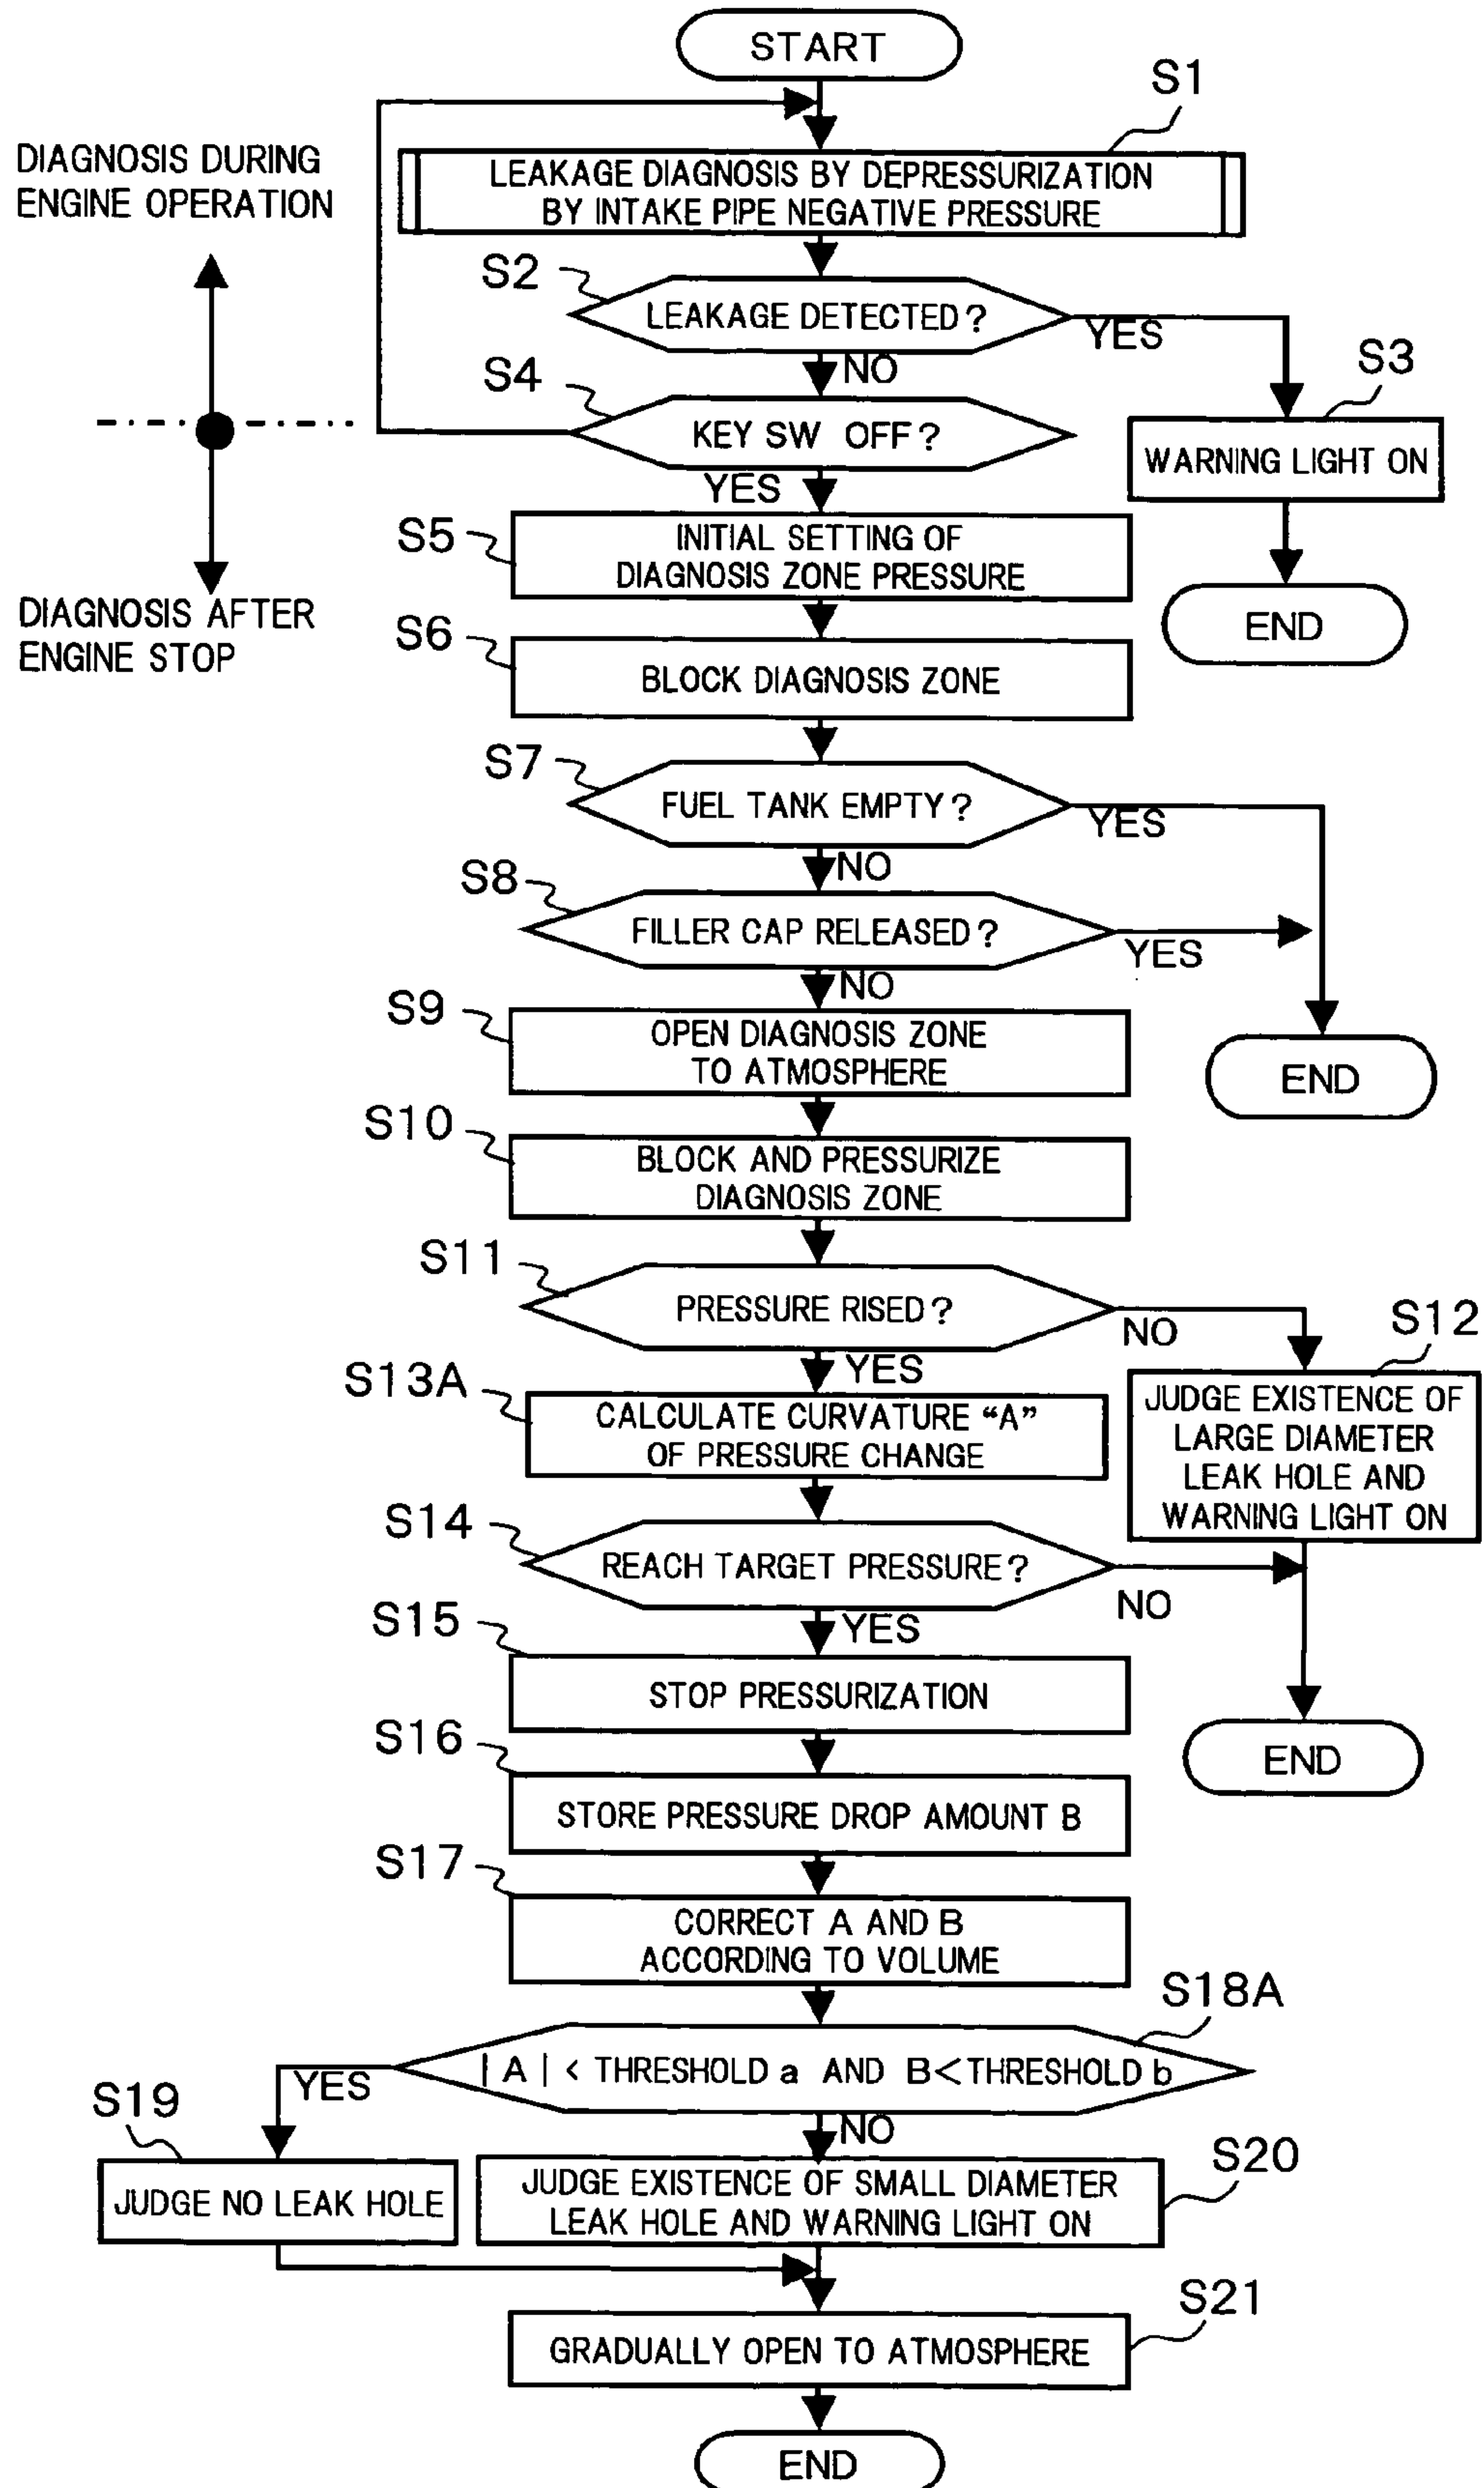 START
S1
DIAGNOSIS DURING
ENGINE OPERATION
LEAKAGE DIAGNOSIS BY DEPRESSURIZATION
BY INTAKE PIPE NEGATIVE PRESSURE
S2
LEAKAGE DETECTED?
YES
NO
S3
WARNING LIGHT ON
END
S4
KEY SW OFF?
YES
DIAGNOSIS AFTER
ENGINE STOP
S5
INITIAL SETTING OF
DIAGNOSIS ZONE PRESSURE
S6
BLOCK DIAGNOSIS ZONE
S7
FUEL TANK EMPTY?
YES
NO
S8
FILLER CAP RELEASED?
YES
NO
END
S9
OPEN DIAGNOSIS ZONE
TO ATMOSPHERE
S10
BLOCK AND PRESSURIZE
DIAGNOSIS ZONE
S11
PRESSURE RISED?
NO
YES
S12
JUDGE EXISTENCE OF
LARGE DIAMETER
LEAK HOLE AND
WARNING LIGHT ON
S13A
CALCULATE CURVATURE “A”
OF PRESSURE CHANGE
S14
REACH TARGET PRESSURE?
NO
YES
END
S15
STOP PRESSURIZATION
S16
STORE PRESSURE DROP AMOUNT B
S17
CORRECT A AND B
ACCORDING TO VOLUME
S18A
| A | < THRESHOLD a AND B<THRESHOLD b
YES
NO
S19
JUDGE NO LEAK HOLE
S20
JUDGE EXISTENCE OF SMALL DIAMETER
LEAK HOLE AND WARNING LIGHT ON
S21
GRADUALLY OPEN TO ATMOSPHERE
END